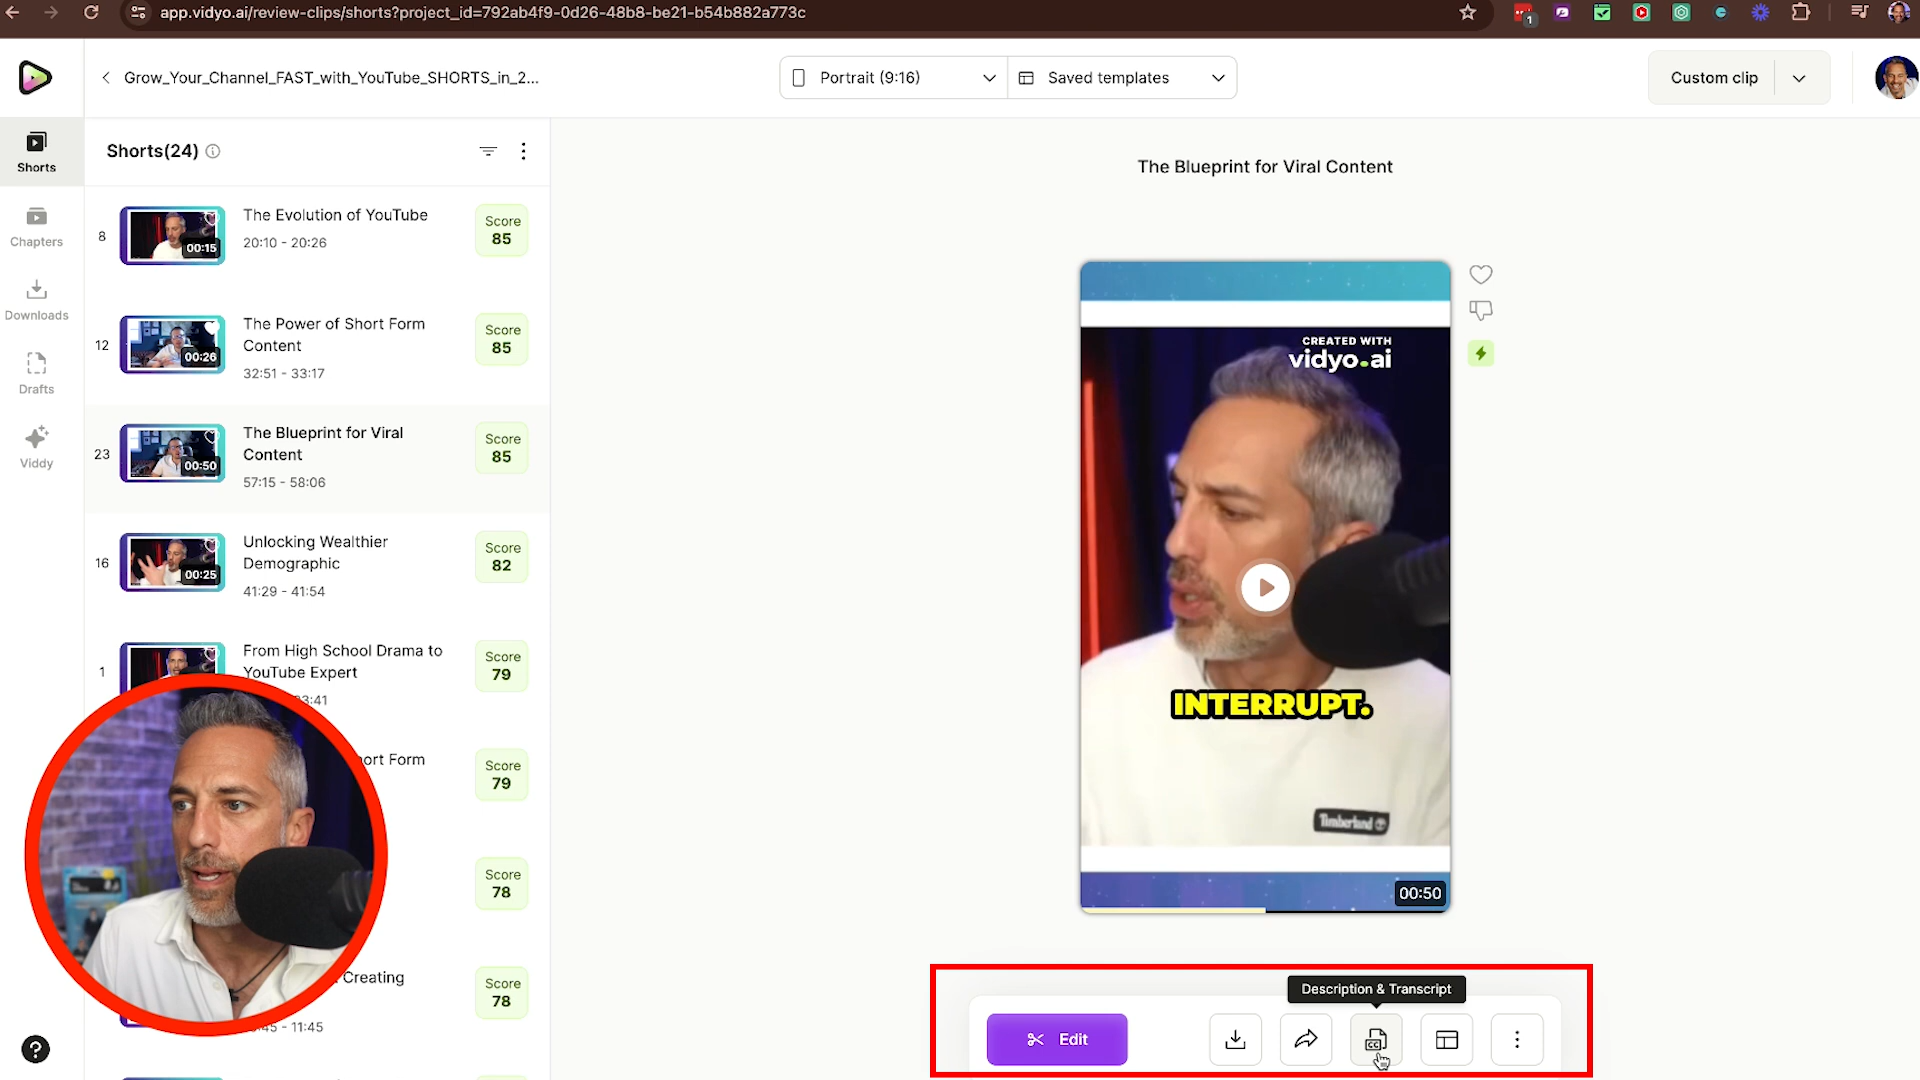 app.vidyo.ai/review-clips/shorts?project_id=792ab4f9-0d26-48b8-be21-b54b882a773c
1
Grow_Your_Channel_FAST_with_YouTube_SHORTS_in_2...
Portrait (9:16)
Saved templates
Custom clip
Shorts
Chapters
Downloads
Drafts
Viddy
Shorts(24)
8
00:15
The Evolution of YouTube
20:10 - 20:26
Score
85
12
00:26
The Power of Short Form
Content
32:51 - 33:17
Score
85
23
00:50
The Blueprint for Viral
Content
57:15 - 58:06
Score
85
16
00:25
Unlocking Wealthier
Demographic
41:29 - 41:54
Score
82
1
From High School Drama to
YouTube Expert
3:41
Score
79
ort Form
Score
79
Score
78
Creating
45 - 11:45
Score
78
The Blueprint for Viral Content
CREATED WITH
vidyo.ai
INTERRUPT.
Timberland
00:50
Description & Transcript
Edit
CC
?